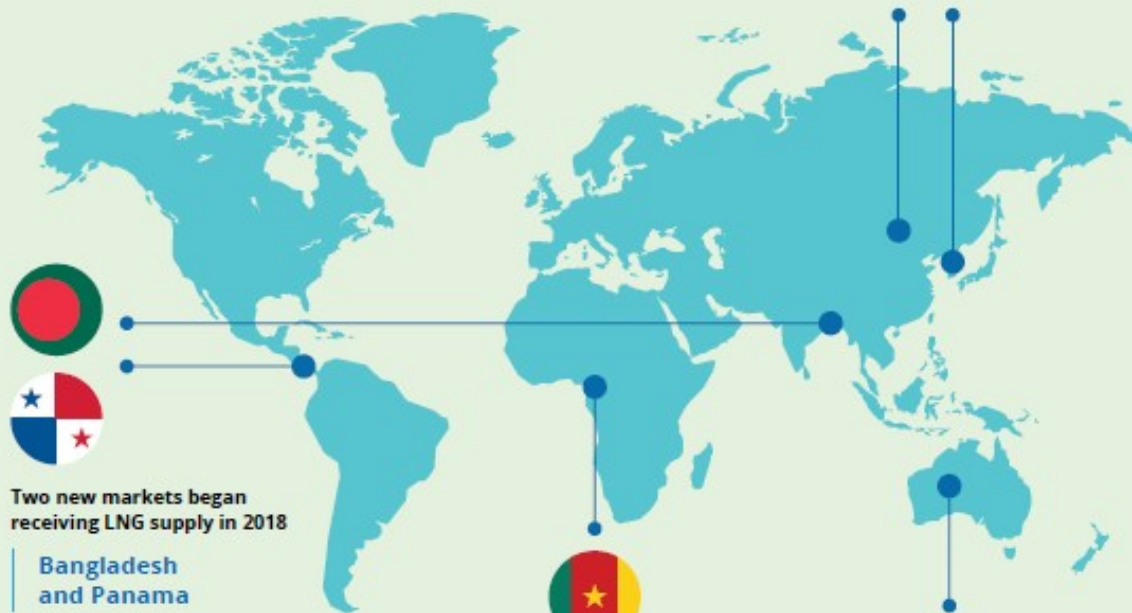 Two new markets began
receiving LNG supply in 2018
Bangladesh
and Panama